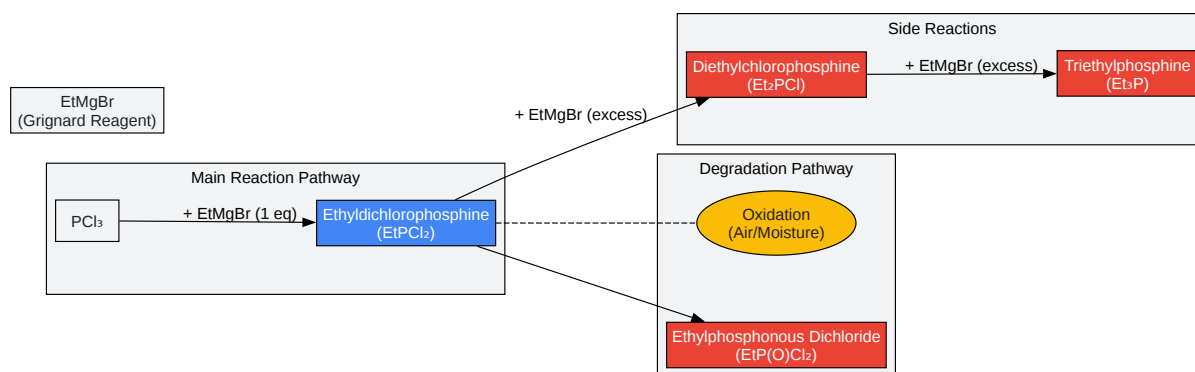 Side Reactions
Diethylchlorophosphine
(Et₂PCl)
+ EtMgBr (excess)
Triethylphosphine
(Et₃P)
EtMgBr
(Grignard Reagent)
+ EtMgBr (excess)
Main Reaction Pathway
PCl₃
+ EtMgBr (1 eq)
Ethyldichlorophosphine
(EtPCl₂)
Degradation Pathway
Oxidation
(Air/Moisture)
Ethylphosphonous Dichloride
(EtP(O)Cl₂)